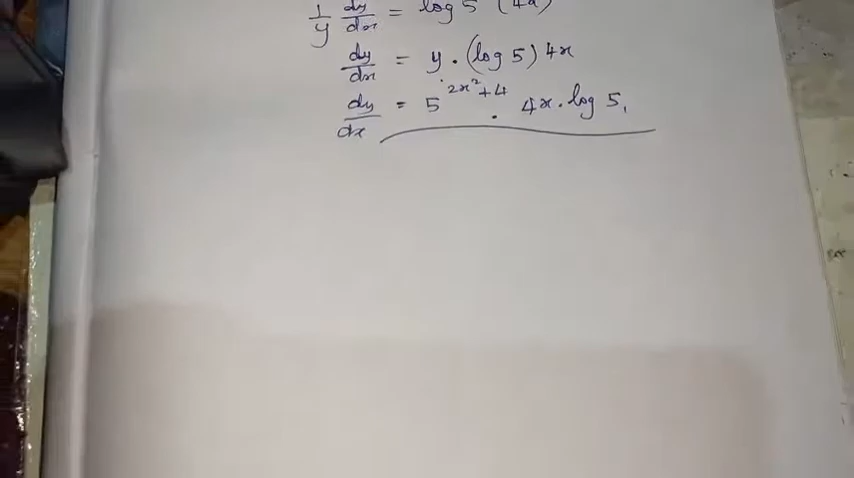 1/y dy/dx = log 5 (4x)
dy/dx = y . (log 5) 4x
dy/dx = 5^(2x²+4) . 4x . log 5,